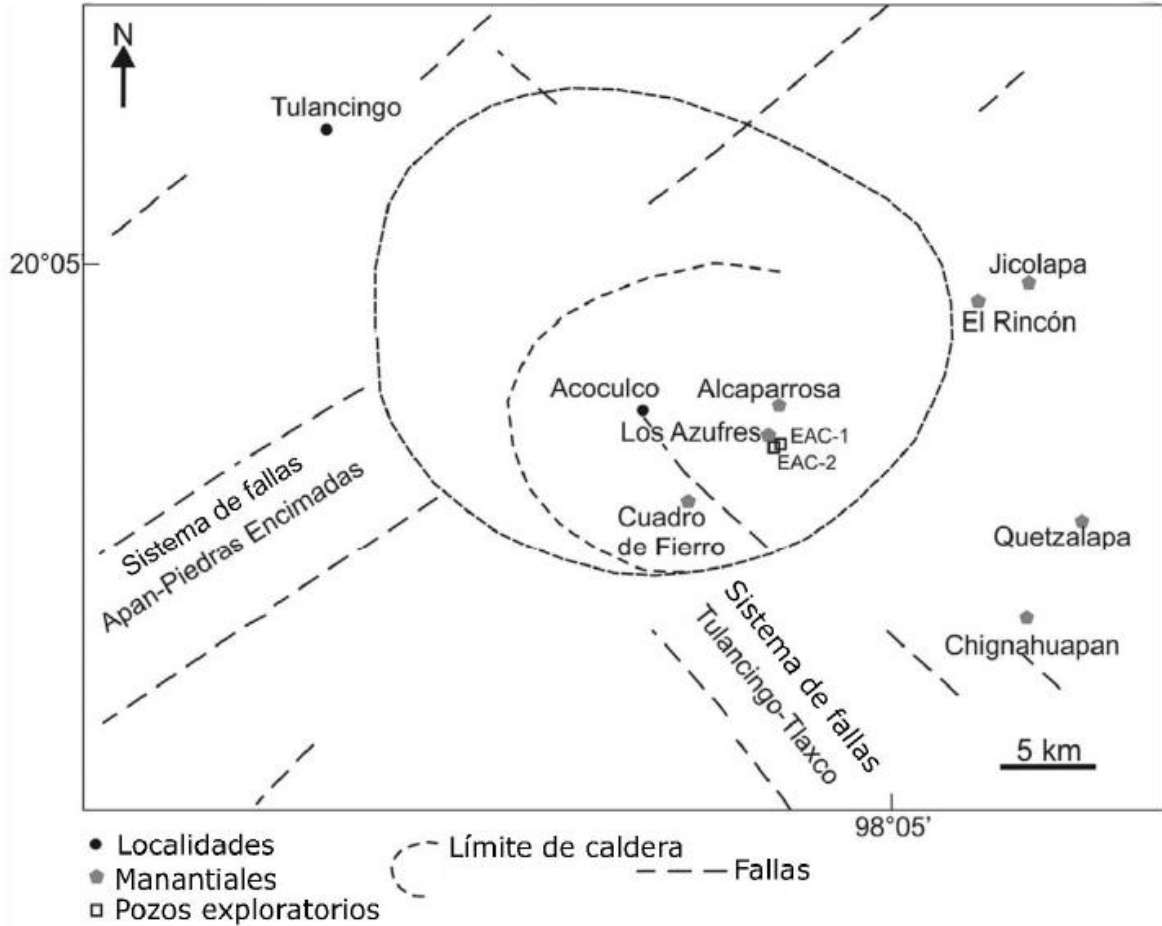 N
Tulancingo
20°05
Jicolapa
El Rincón
Acoculco
Alcaparrosa
Los Azufres
EAC-1
EAC-2
Cuadro
de Fierro
Quetzalapa
Chignahuapan
Sistema de fallas
Apan-Piedras Encimadas
Sistema de fallas
Tulancingo-Tlaxco
5 km
98°05'
Localidades
Manantiales
Pozos exploratorios
Límite de caldera
Fallas